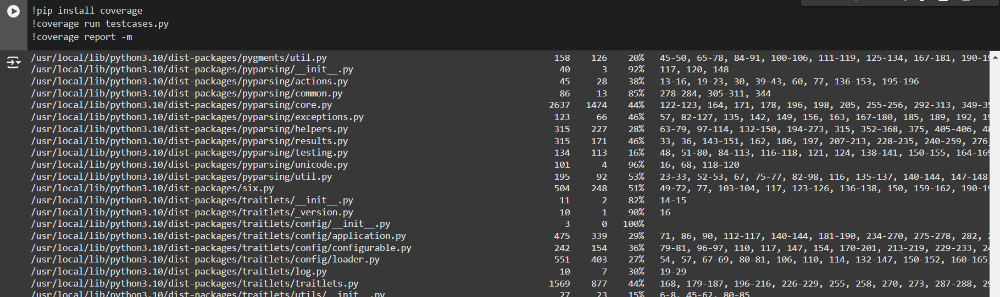 !pip install coverage
!coverage run testcases.py
!coverage report -m
/usr/local/lib/python3.10/dist-packages/pygments/util.py 158 126 20% 45-50, 65-78, 84-91, 100-106, 111-119, 125-134, 167-181, 190-19
/usr/local/lib/python3.10/dist-packages/pyparsing/__init__.py 40 3 92% 117, 120, 148
/usr/local/lib/python3.10/dist-packages/pyparsing/actions.py 45 28 38% 13-16, 19-23, 30, 39-43, 60, 77, 136-153, 195-196
/usr/local/lib/python3.10/dist-packages/pyparsing/common.py 86 13 85% 278-284, 305-311, 344
/usr/local/lib/python3.10/dist-packages/pyparsing/core.py 2637 1474 44% 122-123, 164, 171, 178, 196, 198, 205, 255-256, 292-313, 349-35
/usr/local/lib/python3.10/dist-packages/pyparsing/exceptions.py 123 66 46% 57, 82-127, 135, 142, 149, 156, 163, 167-180, 185, 189, 192, 19
/usr/local/lib/python3.10/dist-packages/pyparsing/helpers.py 315 227 28% 63-79, 97-114, 132-150, 194-273, 315, 352-368, 375, 405-406, 48
/usr/local/lib/python3.10/dist-packages/pyparsing/results.py 315 171 46% 33, 36, 143-151, 162, 186, 197, 207-213, 228-235, 240-259, 276,
/usr/local/lib/python3.10/dist-packages/pyparsing/testing.py 134 113 16% 48, 51-80, 84-113, 116-118, 121, 124, 138-141, 150-155, 164-169
/usr/local/lib/python3.10/dist-packages/pyparsing/unicode.py 101 4 96% 16, 68, 118-120
/usr/local/lib/python3.10/dist-packages/pyparsing/util.py 195 92 53% 23-33, 52-53, 67, 75-77, 82-98, 116, 135-137, 140-144, 147-148,
/usr/local/lib/python3.10/dist-packages/six.py 504 248 51% 49-72, 77, 103-104, 117, 123-126, 136-138, 150, 159-162, 190-19
/usr/local/lib/python3.10/dist-packages/traitlets/__init__.py 11 2 82% 14-15
/usr/local/lib/python3.10/dist-packages/traitlets/_version.py 10 1 90% 16
/usr/local/lib/python3.10/dist-packages/traitlets/config/__init__.py 3 0 100%
/usr/local/lib/python3.10/dist-packages/traitlets/config/application.py 475 339 29% 71, 86, 90, 112-117, 140-144, 181-190, 234-270, 275-278, 282,
/usr/local/lib/python3.10/dist-packages/traitlets/config/configurable.py 242 154 36% 79-81, 96-97, 110, 117, 147, 154, 170-201, 213-219, 229-233, 24
/usr/local/lib/python3.10/dist-packages/traitlets/config/loader.py 551 403 27% 54, 57, 67-69, 80-81, 106, 110, 114, 132-147, 150-152, 160-165,
/usr/local/lib/python3.10/dist-packages/traitlets/log.py 10 7 30% 19-29
/usr/local/lib/python3.10/dist-packages/traitlets/traitlets.py 1569 877 44% 168, 179-187, 196-216, 226-229, 255, 258, 270, 273, 287-288, 29
/usr/local/lib/python3.10/dist-packages/traitlets/utils/__init__.py 27 23 15% 6-8, 45-62, 80-85